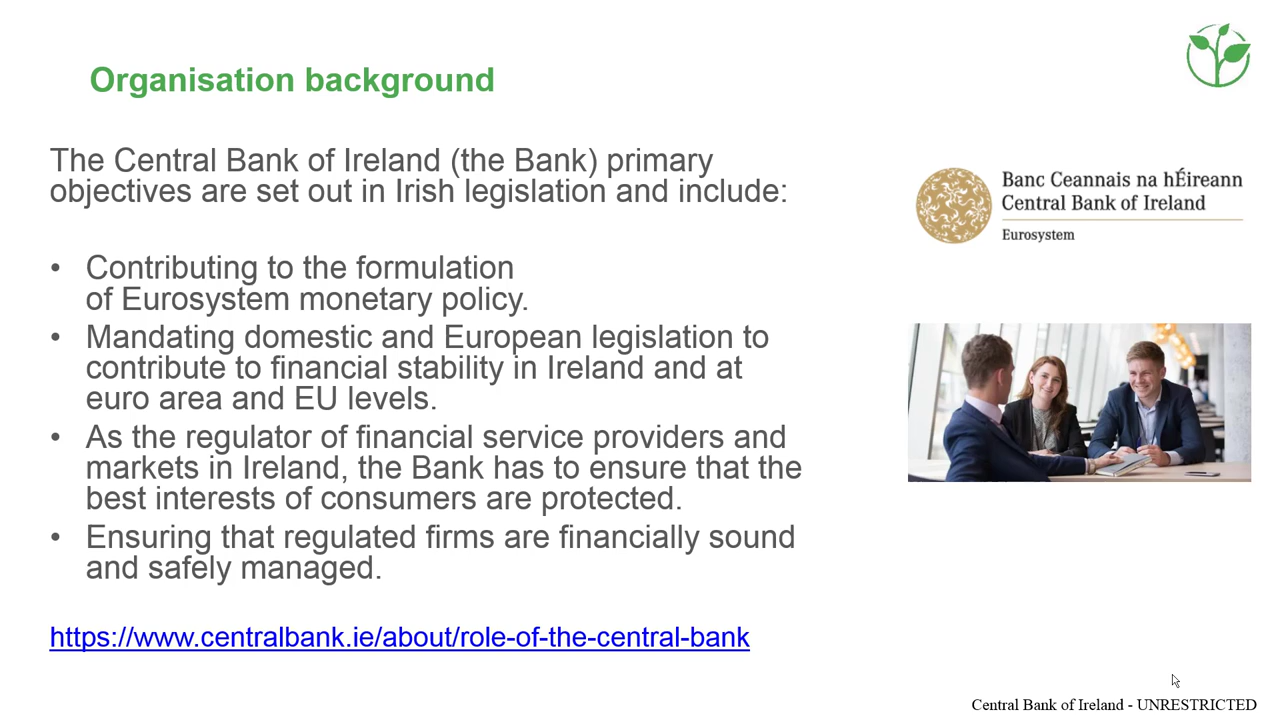 Organisation background
The Central Bank of Ireland (the Bank) primary
objectives are set out in Irish legislation and include:
• Contributing to the formulation
of Eurosystem monetary policy.
• Mandating domestic and European legislation to
contribute to financial stability in Ireland and at
euro area and EU levels.
• As the regulator of financial service providers and
markets in Ireland, the Bank has to ensure that the
best interests of consumers are protected.
• Ensuring that regulated firms are financially sound
and safely managed.
https://www.centralbank.ie/about/role-of-the-central-bank
Banc Ceannais na hÉireann
Central Bank of Ireland
Eurosystem
Central Bank of Ireland - UNRESTRICTED